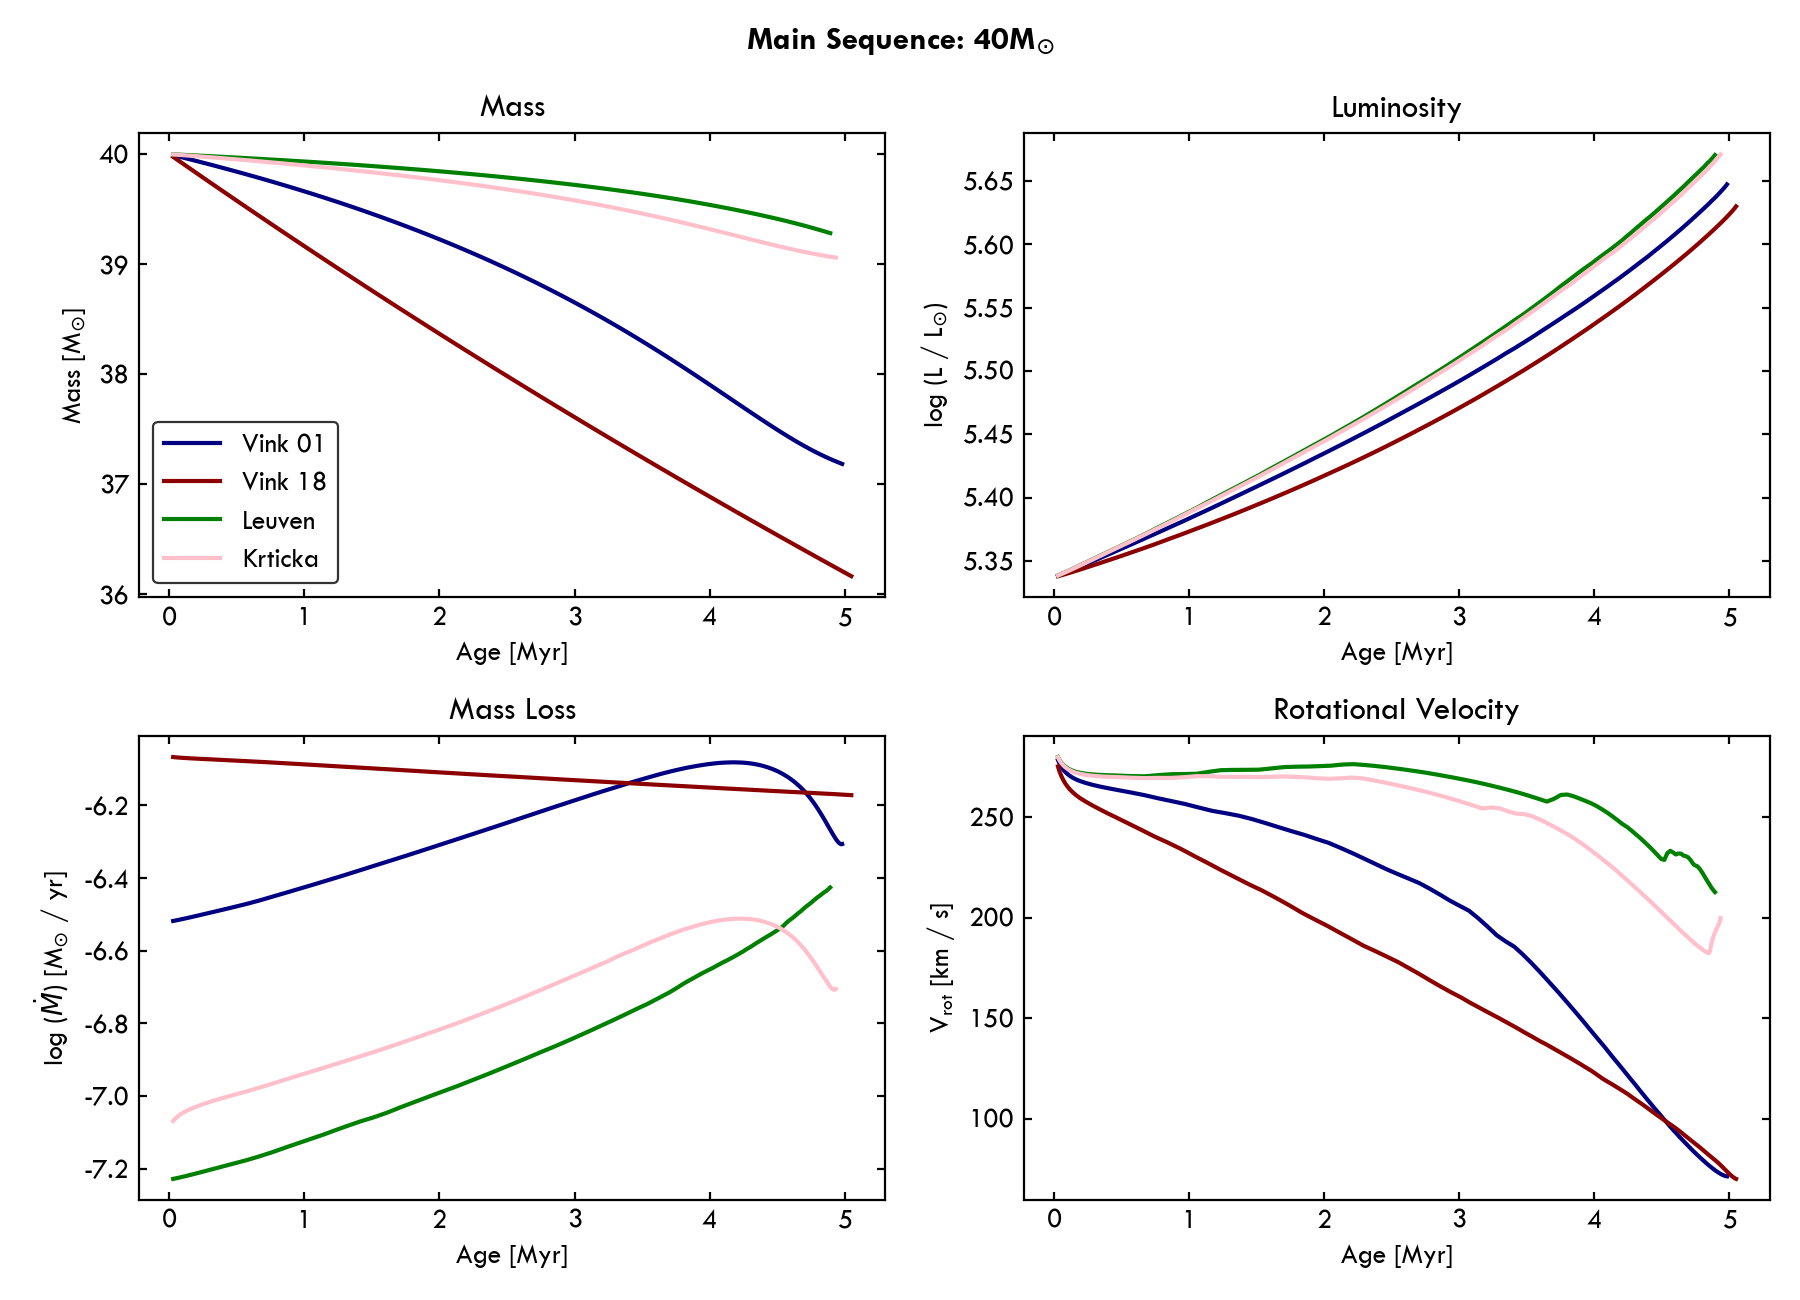 Main Sequence: 40M⊙
Mass
40
39
38
37
36
Mass [M⊙]
Vink 01
Vink 18
Leuven
Krticka
0 1 2 3 4 5
Age [Myr]
Luminosity
5.65
5.60
5.55
5.50
5.45
5.40
5.35
log (L / L⊙)
0 1 2 3 4 5
Age [Myr]
Mass Loss
-6.2
-6.4
-6.6
-6.8
-7.0
-7.2
log (Ṁ) [M⊙ / yr]
0 1 2 3 4 5
Age [Myr]
Rotational Velocity
250
200
150
100
Vrot [km / s]
0 1 2 3 4 5
Age [Myr]